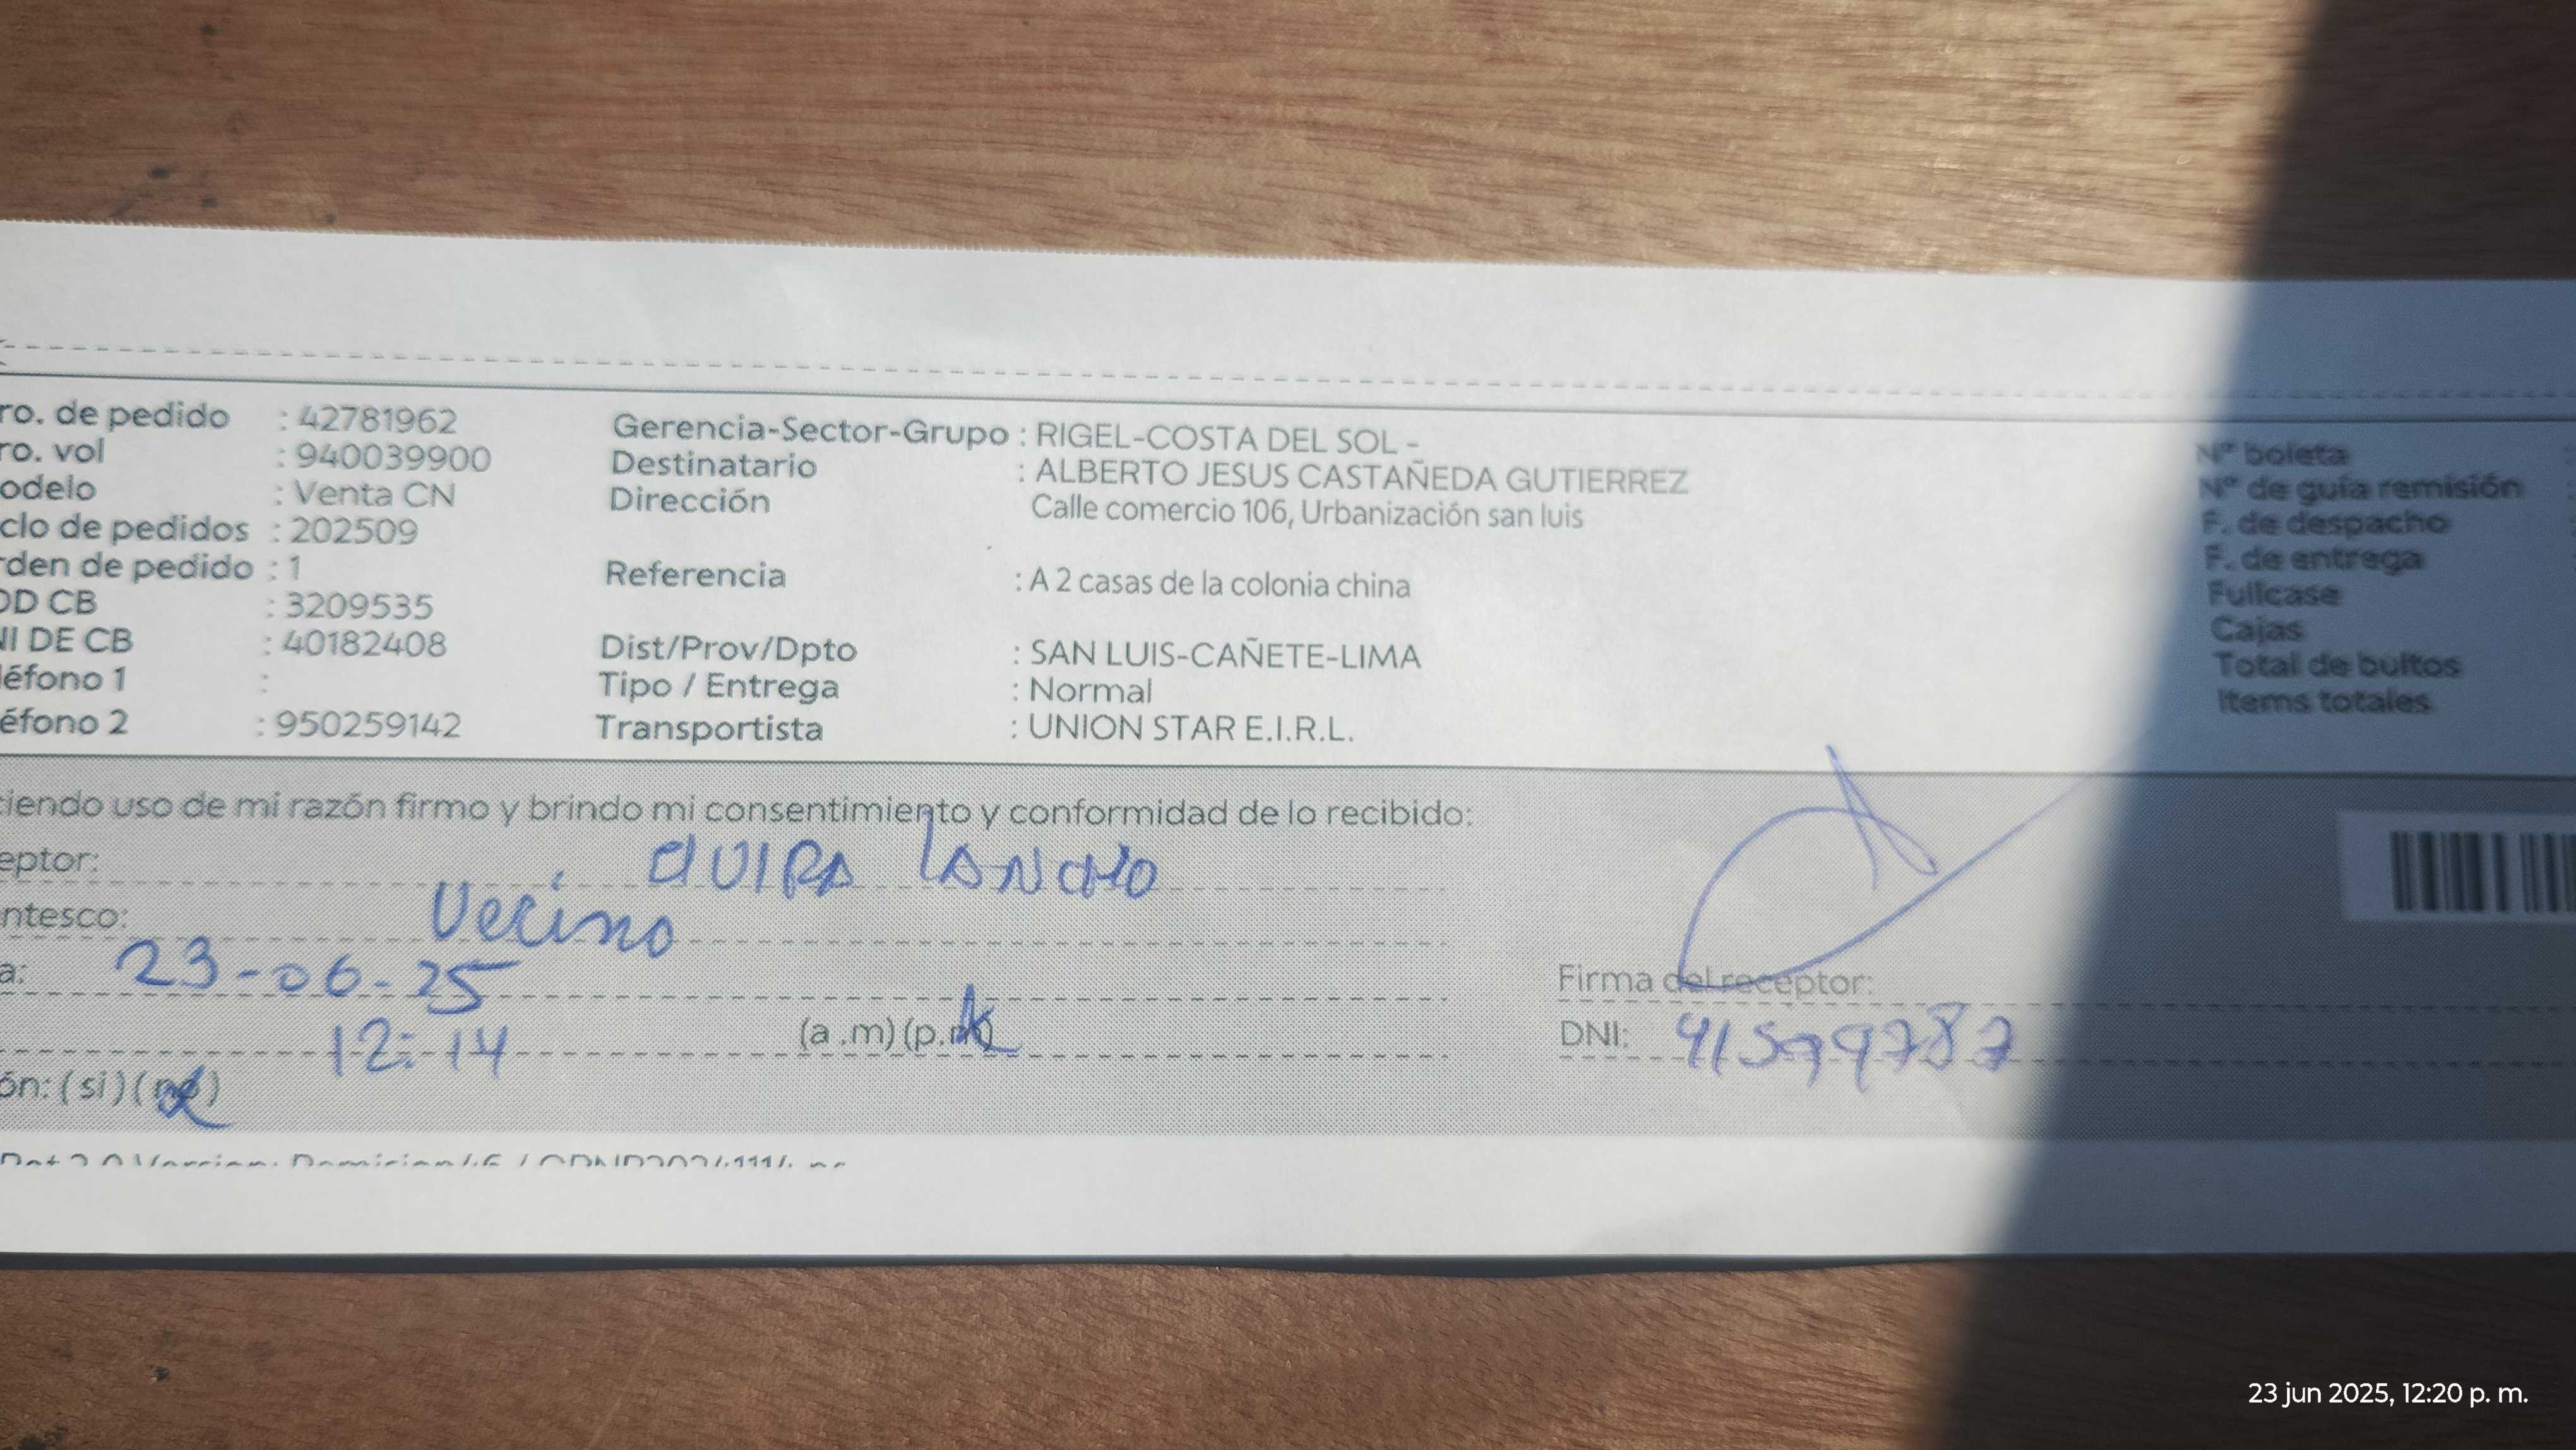 ro. de pedido : 42781962
ro. vol : 940039900
odelo : Venta CN
clo de pedidos : 202509
rden de pedido : 1
OD CB : 3209535
NI DE CB : 40182408
léfono 1 :
éfono 2 : 950259142
Gerencia-Sector-Grupo : RIGEL-COSTA DEL SOL -
Destinatario : ALBERTO JESUS CASTAÑEDA GUTIERREZ
Dirección Calle comercio 106, Urbanización san luis
Referencia : A 2 casas de la colonia china
Dist/Prov/Dpto : SAN LUIS-CAÑETE-LIMA
Tipo / Entrega : Normal
Transportista : UNION STAR E.I.R.L.
N° boleta
N° de guía remisión
F. de despacho
F. de entrega
Fullcase
Cajas
Total de bultos
Items totales
ciendo uso de mi razón firmo y brindo mi consentimiento y conformidad de lo recibido:
eptor:
ntesco: Vecino
a: 23-06-25
12:14 (a.m) (p.m)
ón: (si) (no)
Firma del receptor:
DNI:
23 jun 2025, 12:20 p. m.